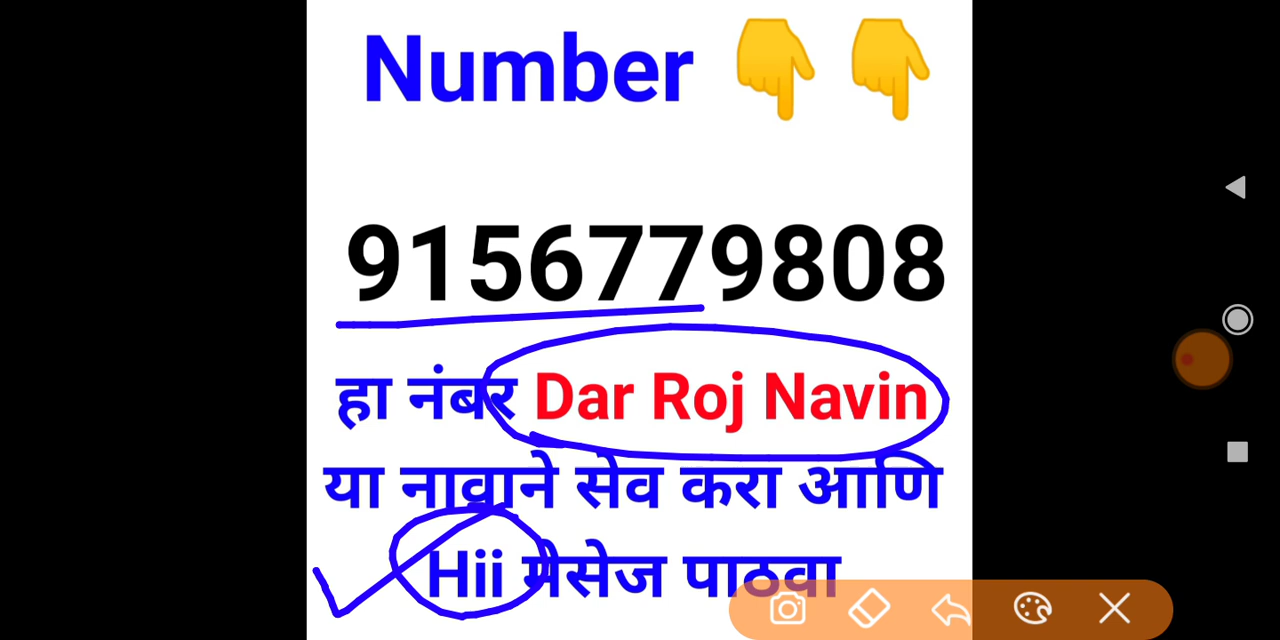 Number 👇👇
9156779808
हा नंबर Dar Roj Navin
या नावाने सेव करा आणि
Hii मेसेज पाठवा